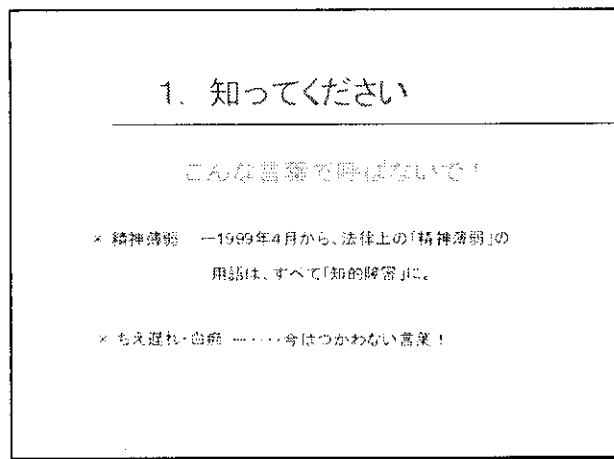 1. 知ってください
こんな言葉で呼ばないで！
× 精神薄弱 ー1999年4月から、法律上の「精神薄弱」の
用語は、すべて「知的障害」に。
× ちえ遅れ・白痴 ー‥‥今はつかわない言葉！